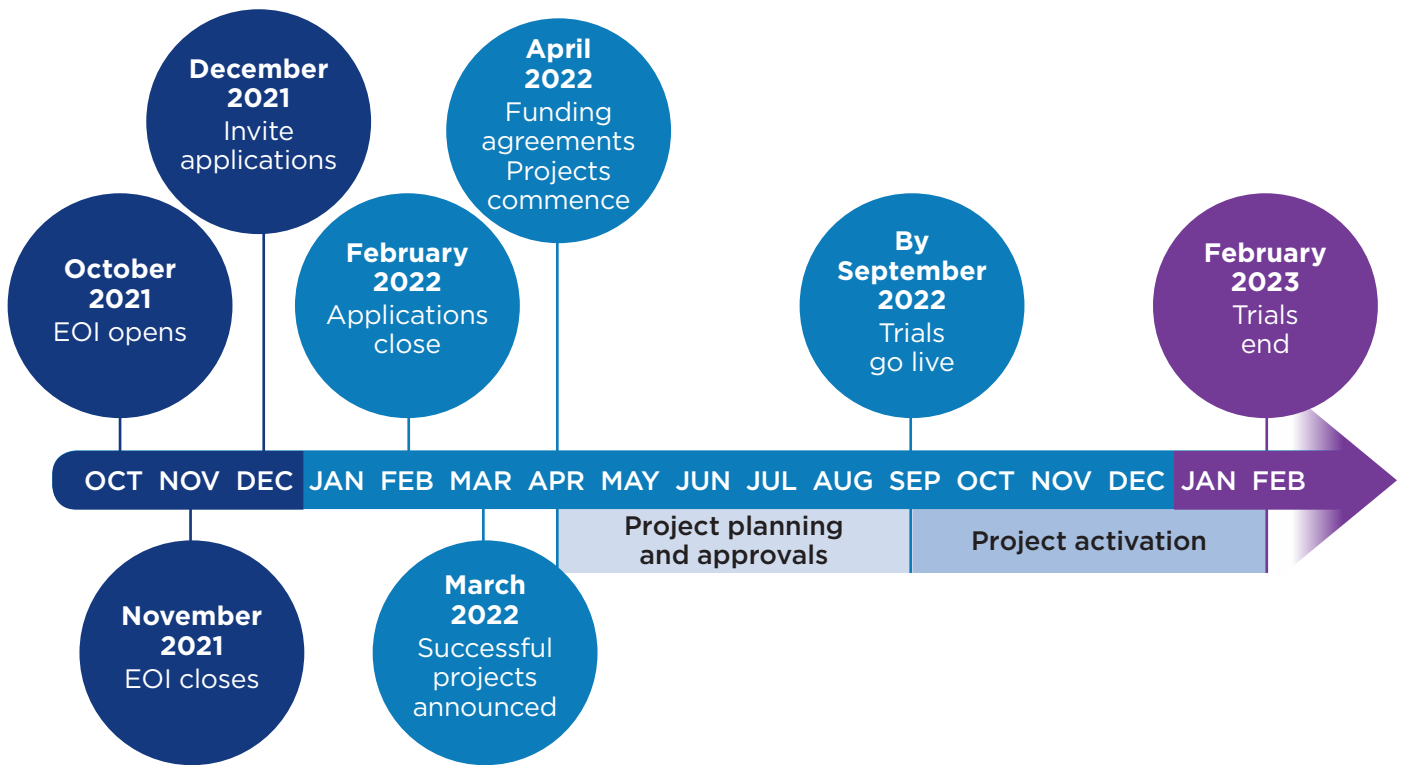 December
2021
Invite
applications
April
2022
Funding
agreements
Projects
commence
October
2021
EOI opens
February
2022
Applications
close
By
September
2022
Trials
go live
February
2023
Trials
end
OCT NOV DEC JAN FEB MAR APR MAY JUN JUL AUG SEP OCT NOV DEC JAN FEB
Project planning
and approvals
Project activation
November
2021
EOI closes
March
2022
Successful
projects
announced